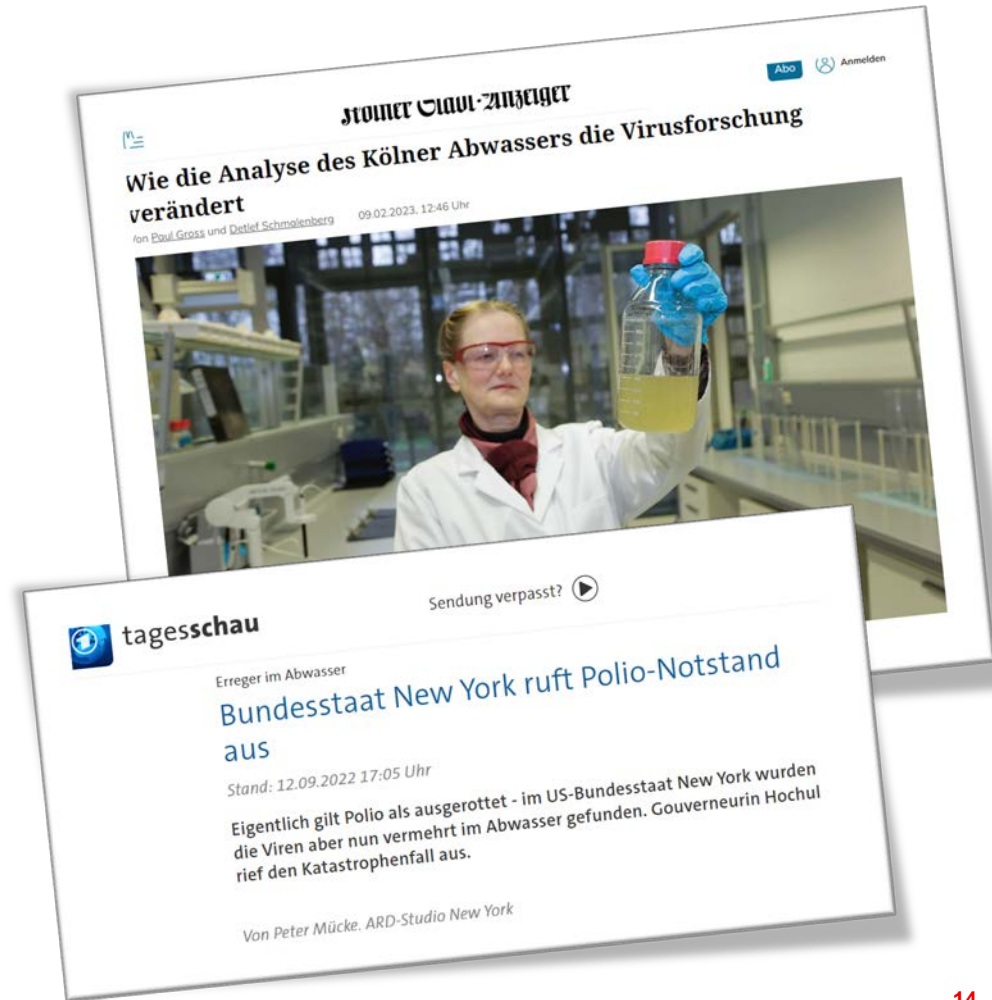 Abo Anmelden
Kölner Stadt-Anzeiger
Wie die Analyse des Kölner Abwassers die Virusforschung
verändert
Von Paul Gross und Detlef Schmalenberg 09.02.2023, 12:46 Uhr
tagesschau
Sendung verpasst?
Erreger im Abwasser
Bundesstaat New York ruft Polio-Notstand
aus
Stand: 12.09.2022 17:05 Uhr
Eigentlich gilt Polio als ausgerottet - im US-Bundesstaat New York wurden
die Viren aber nun vermehrt im Abwasser gefunden. Gouverneurin Hochul
rief den Katastrophenfall aus.
Von Peter Mücke. ARD-Studio New York
14